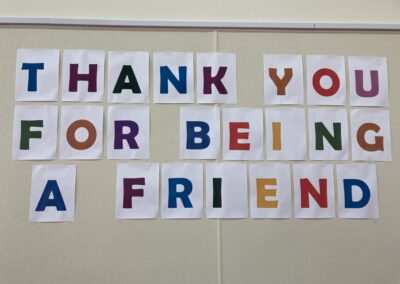 THANK YOU
FOR BEING
A FRIEND